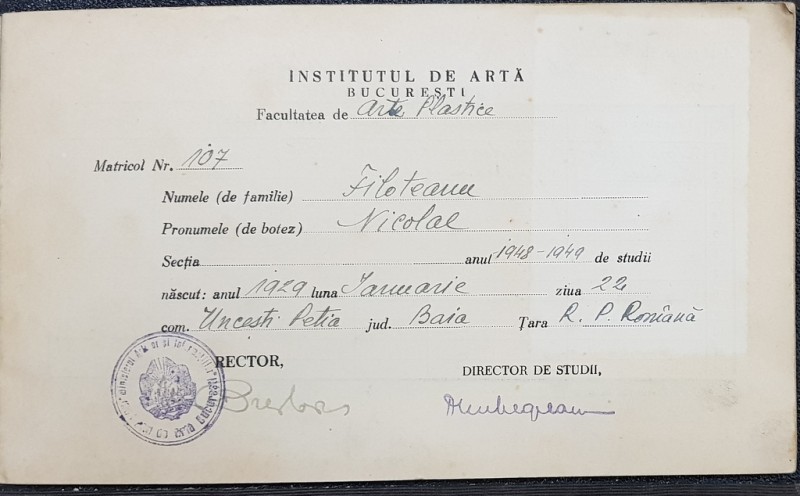 INSTITUTUL DE ARTĂ
BUCUREȘTI
Facultatea de Arte Plastice
Matricol Nr. 107
Numele (de familie) Filoteanu
Pronumele (de botez) Nicolae
Secția anul 1948-1949 de studii
născut: anul 1929 luna Ianuarie ziua 22
com. Uncești Petia jud. Baia Țara R. P. Română
RECTOR,
DIRECTOR DE STUDII,